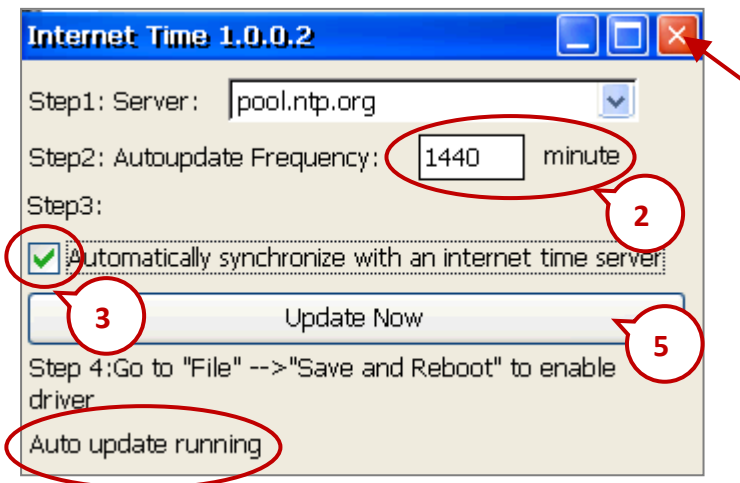 Internet Time 1.0.0.2
Step1: Server: pool.ntp.org
Step2: Autoupdate Frequency: 1440 minute
2
Step3:
Automatically synchronize with an internet time server
3
Update Now
5
Step 4:Go to "File" -->"Save and Reboot" to enable
driver
Auto update running